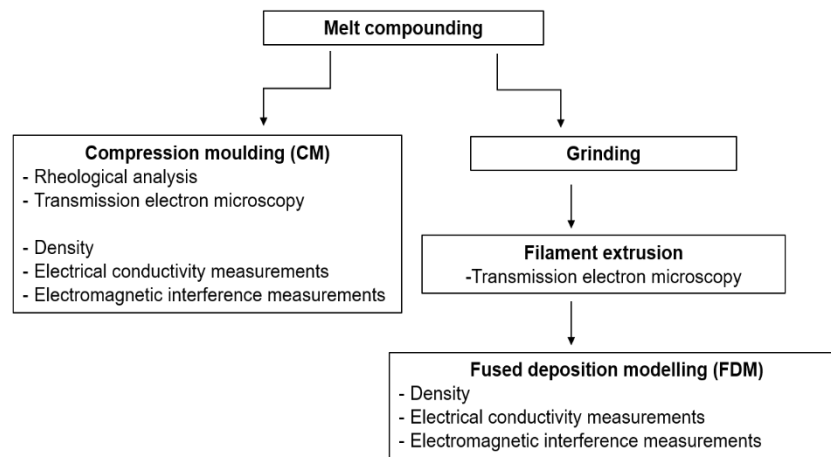 Melt compounding
Compression moulding (CM)
- Rheological analysis
- Transmission electron microscopy
- Density
- Electrical conductivity measurements
- Electromagnetic interference measurements
Grinding
Filament extrusion
-Transmission electron microscopy
Fused deposition modelling (FDM)
- Density
- Electrical conductivity measurements
- Electromagnetic interference measurements